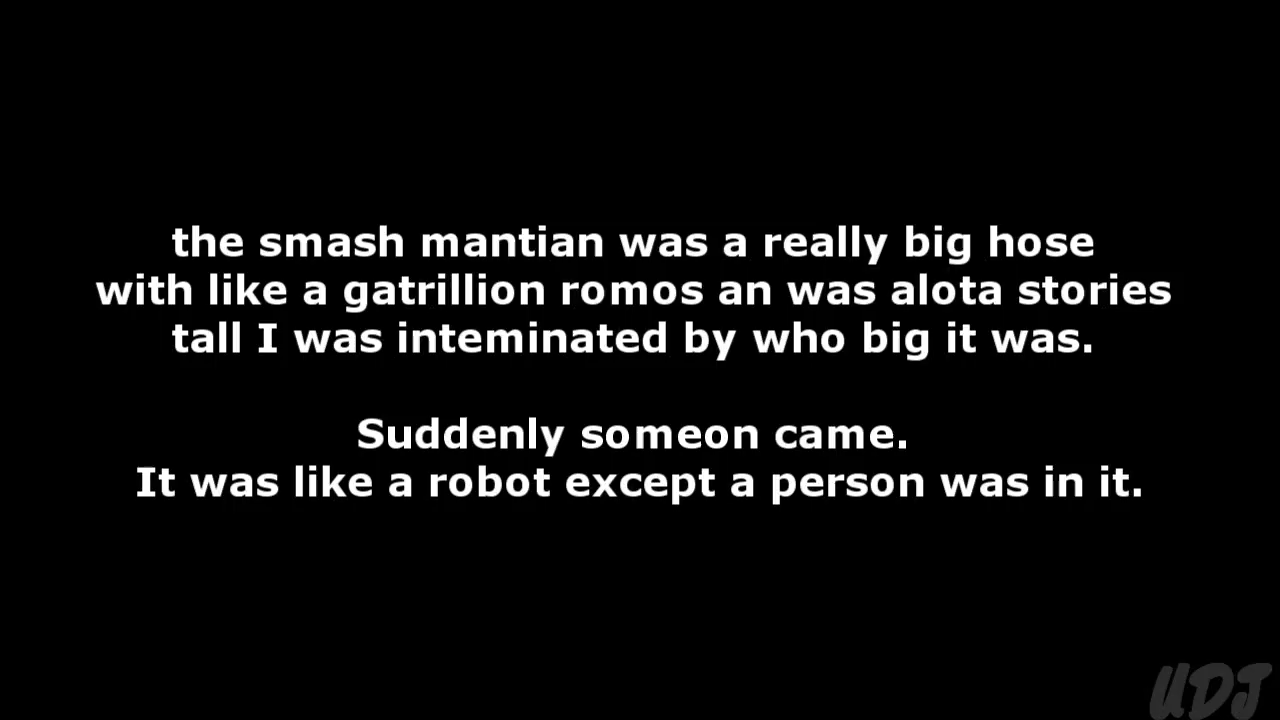 the smash mantian was a really big hose
with like a gatrillion romos an was alota stories
tall I was inteminated by who big it was.
Suddenly someon came.
It was like a robot except a person was in it.
UDJ